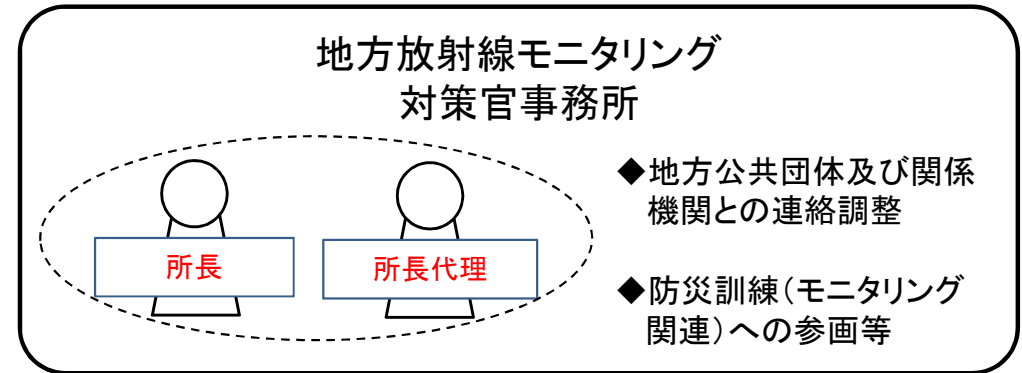 地方放射線モニタリング
対策官事務所
所長
所長代理
◆地方公共団体及び関係
機関との連絡調整
◆防災訓練(モニタリング
関連)への参画等